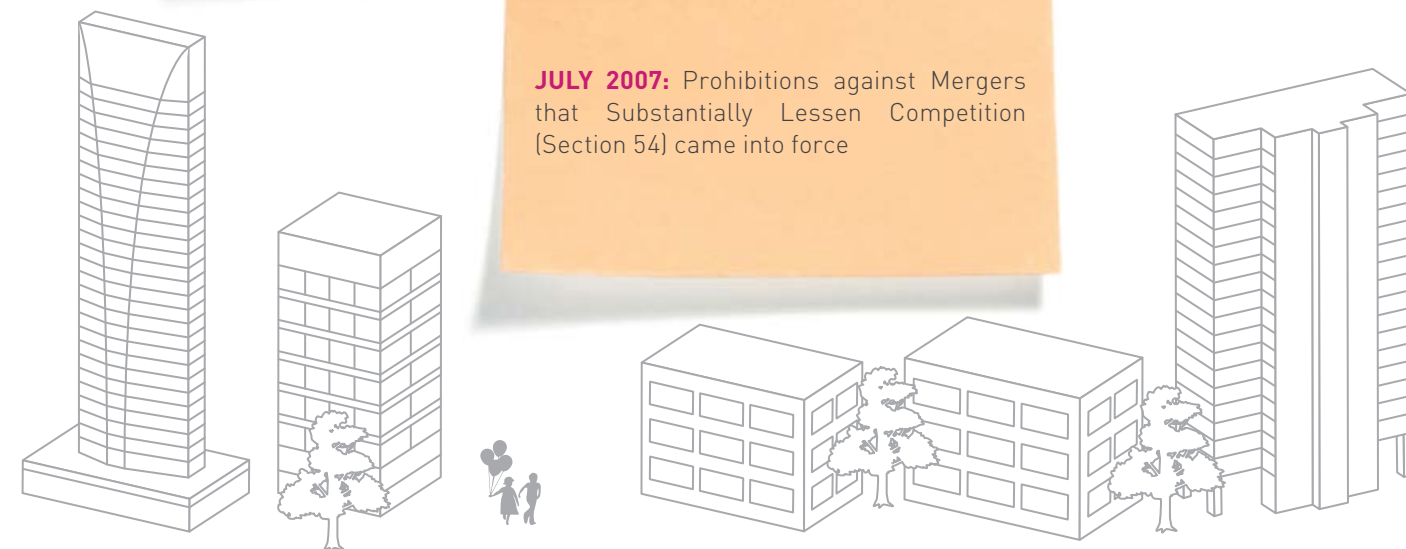 JULY 2007: Prohibitions against Mergers
that Substantially Lessen Competition
(Section 54) came into force